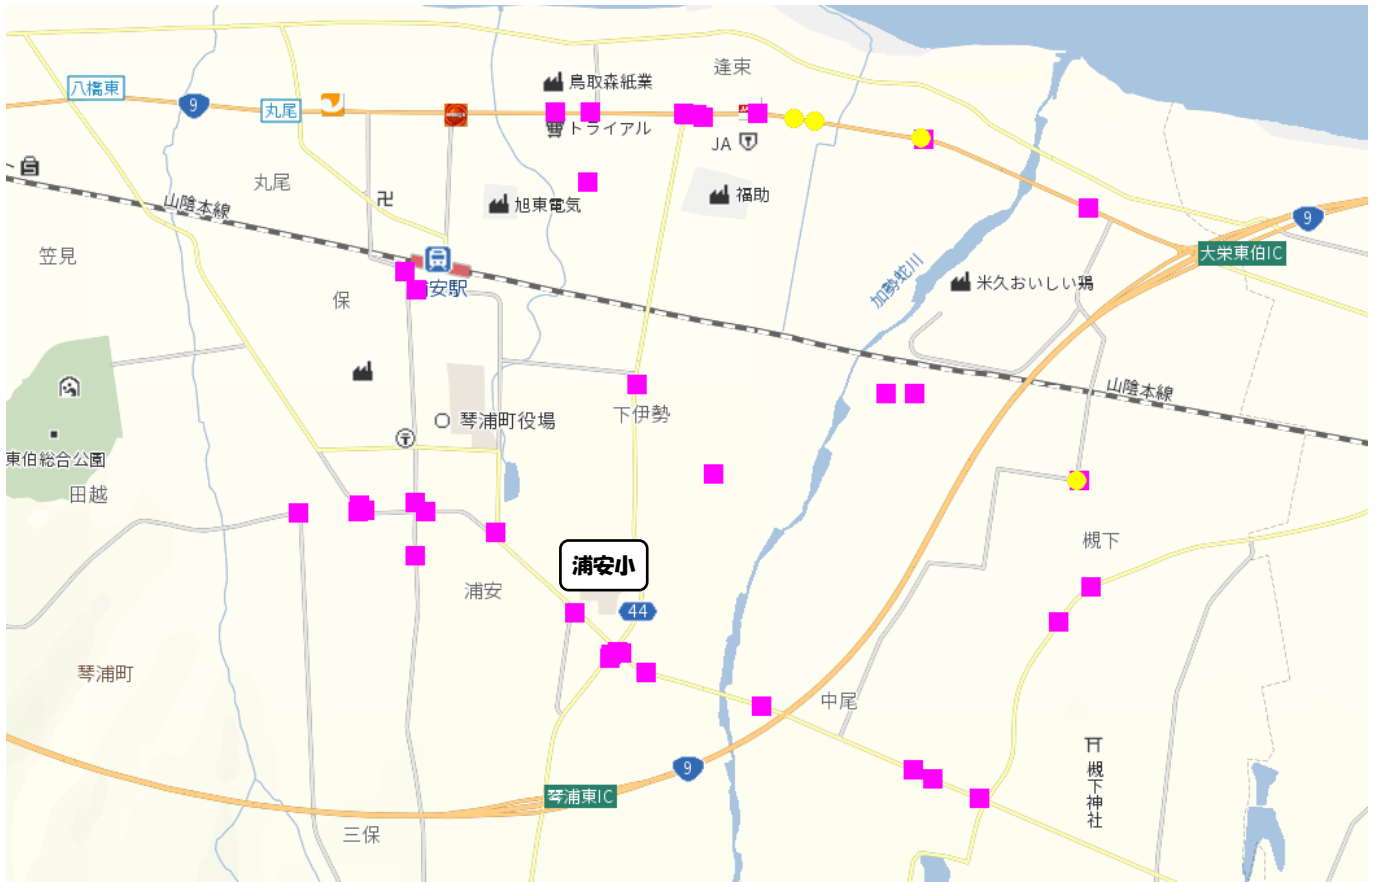 逢束
鳥取森紙業
八橋東
9
丸尾
トライアル
JA
丸尾
旭東電気
福助
山陰本線
9
笠見
大栄東伯IC
加勢蛇川
米久おいしい鶏
保
浦安駅
山陰本線
下伊勢
琴浦町役場
東伯総合公園
田越
槻下
浦安小
浦安
44
琴浦町
中尾
槻下神社
9
琴浦東IC
三保